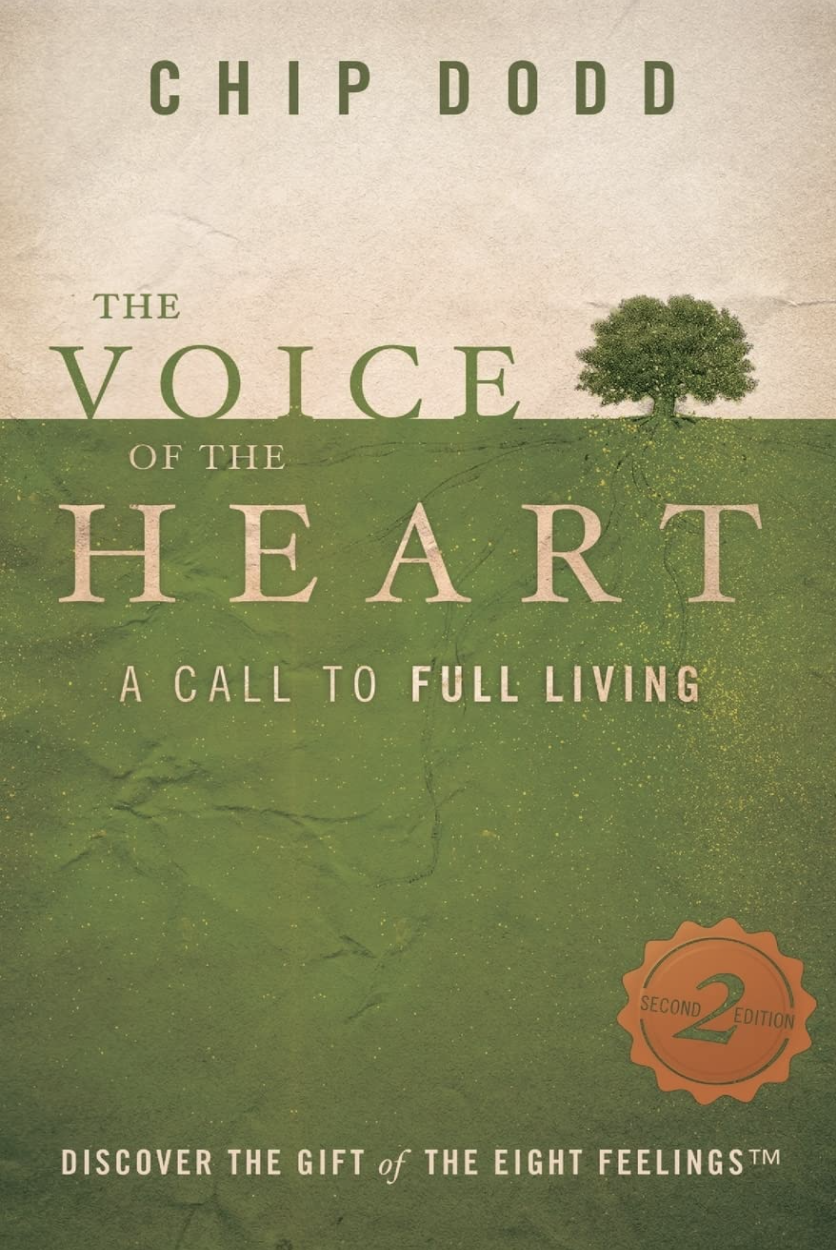 CHIP DODD
THE
VOICE
OF THE
HEART
A CALL TO FULL LIVING
SECOND 2 EDITION
DISCOVER THE GIFT of THE EIGHT FEELINGS™